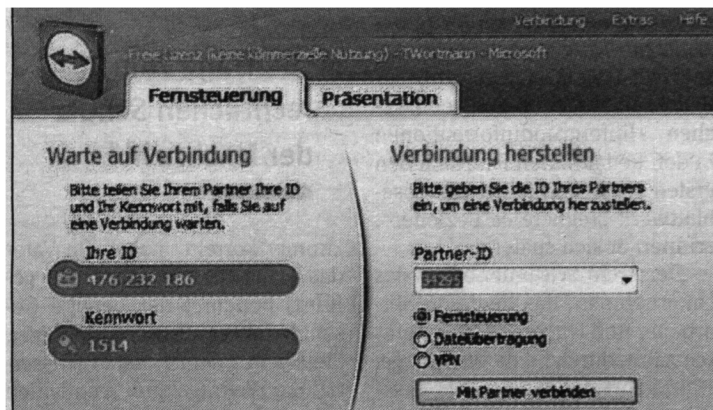 Verbindung Extras Hilfe
Freie Lizenz (keine kommerzielle Nutzung) - TWortmann - Microsoft
Fernsteuerung Präsentation
Warte auf Verbindung
Bitte teilen Sie Ihrem Partner Ihre ID
und Ihr Kennwort mit, falls Sie auf
eine Verbindung warten.
Ihre ID
476 232 186
Kennwort
1514
Verbindung herstellen
Bitte geben Sie die ID Ihres Partners
ein, um eine Verbindung herzustellen.
Partner-ID
34295
Fernsteuerung
Dateiübertragung
VPN
Mit Partner verbinden